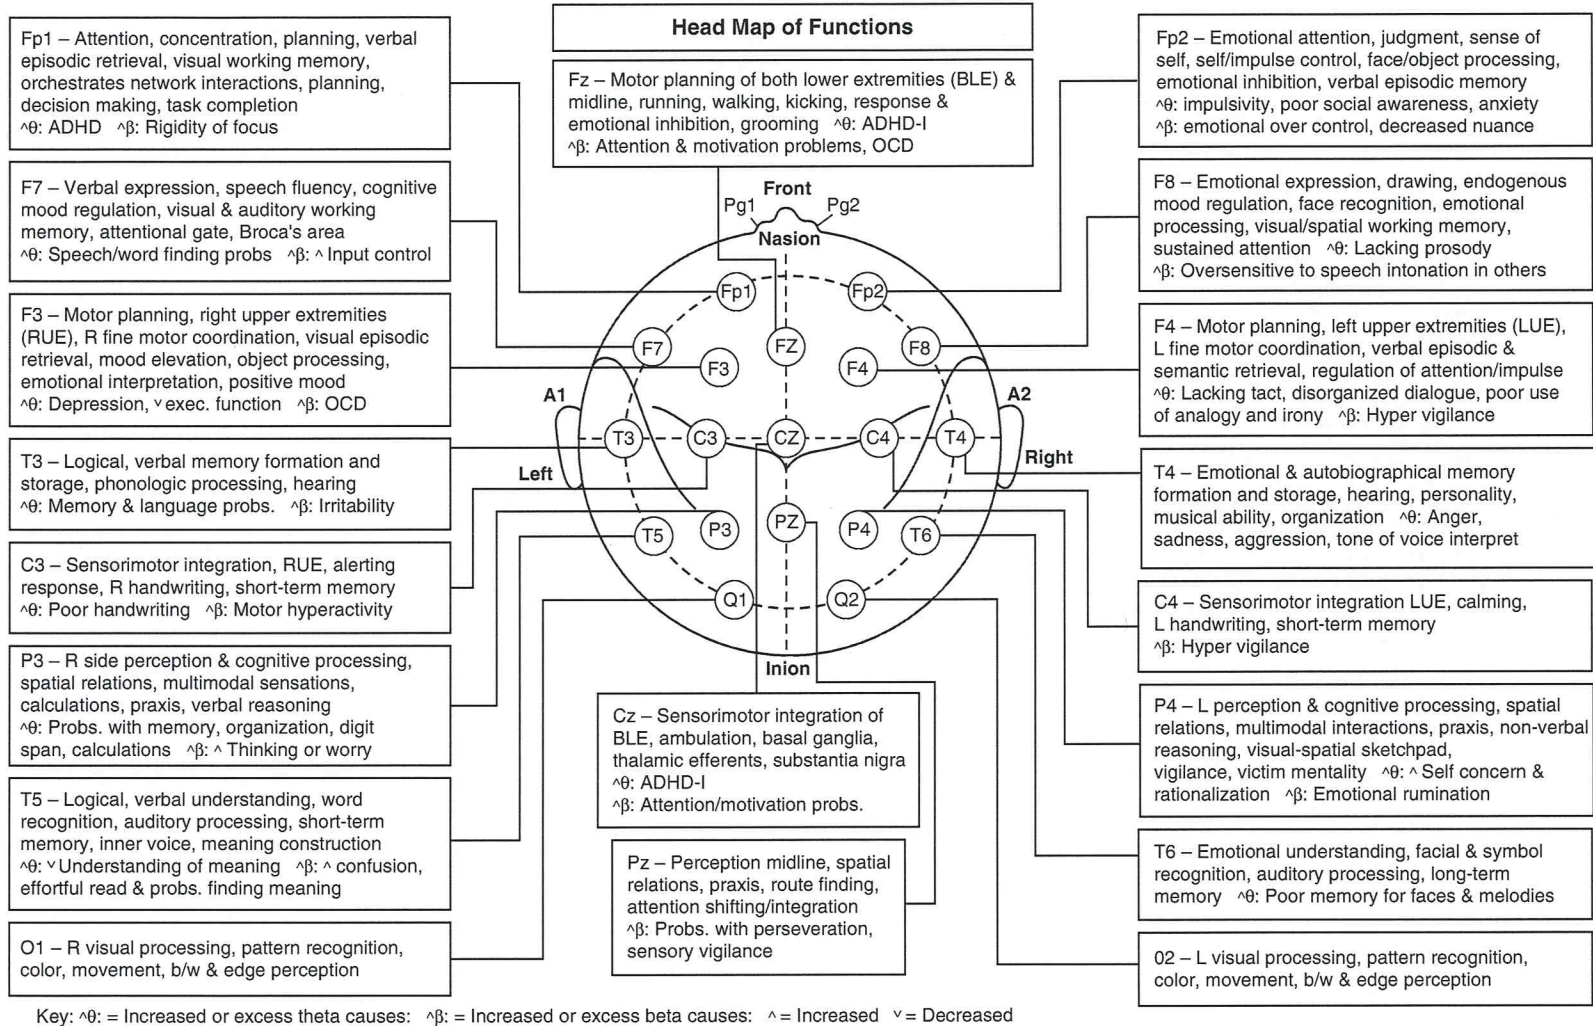 Head Map of Functions
Fp1 – Attention, concentration, planning, verbal
episodic retrieval, visual working memory,
orchestrates network interactions, planning,
decision making, task completion
^θ: ADHD ^β: Rigidity of focus
F7 – Verbal expression, speech fluency, cognitive
mood regulation, visual & auditory working
memory, attentional gate, Broca's area
^θ: Speech/word finding probs ^β: ^ Input control
F3 – Motor planning, right upper extremities
(RUE), R fine motor coordination, visual episodic
retrieval, mood elevation, object processing,
emotional interpretation, positive mood
^θ: Depression, ˅ exec. function ^β: OCD
T3 – Logical, verbal memory formation and
storage, phonologic processing, hearing
^θ: Memory & language probs. ^β: Irritability
C3 – Sensorimotor integration, RUE, alerting
response, R handwriting, short-term memory
^θ: Poor handwriting ^β: Motor hyperactivity
P3 – R side perception & cognitive processing,
spatial relations, multimodal sensations,
calculations, praxis, verbal reasoning
^θ: Probs. with memory, organization, digit
span, calculations ^β: ^ Thinking or worry
T5 – Logical, verbal understanding, word
recognition, auditory processing, short-term
memory, inner voice, meaning construction
^θ: ˅ Understanding of meaning ^β: ^ confusion,
effortful read & probs. finding meaning
O1 – R visual processing, pattern recognition,
color, movement, b/w & edge perception
Fz – Motor planning of both lower extremities (BLE) &
midline, running, walking, kicking, response &
emotional inhibition, grooming ^θ: ADHD-I
^β: Attention & motivation problems, OCD
Front
Pg1 Pg2
Nasion
Fp1 Fp2
F7 F3 FZ F4 F8
A1 A2
T3 C3 CZ C4 T4
Left Right
T5 P3 PZ P4 T6
Q1 Q2
Inion
Cz – Sensorimotor integration of
BLE, ambulation, basal ganglia,
thalamic efferents, substantia nigra
^θ: ADHD-I
^β: Attention/motivation probs.
Pz – Perception midline, spatial
relations, praxis, route finding,
attention shifting/integration
^β: Probs. with perseveration,
sensory vigilance
Fp2 – Emotional attention, judgment, sense of
self, self/impulse control, face/object processing,
emotional inhibition, verbal episodic memory
^θ: impulsivity, poor social awareness, anxiety
^β: emotional over control, decreased nuance
F8 – Emotional expression, drawing, endogenous
mood regulation, face recognition, emotional
processing, visual/spatial working memory,
sustained attention ^θ: Lacking prosody
^β: Oversensitive to speech intonation in others
F4 – Motor planning, left upper extremities (LUE),
L fine motor coordination, verbal episodic &
semantic retrieval, regulation of attention/impulse
^θ: Lacking tact, disorganized dialogue, poor use
of analogy and irony ^β: Hyper vigilance
T4 – Emotional & autobiographical memory
formation and storage, hearing, personality,
musical ability, organization ^θ: Anger,
sadness, aggression, tone of voice interpret
C4 – Sensorimotor integration LUE, calming,
L handwriting, short-term memory
^β: Hyper vigilance
P4 – L perception & cognitive processing, spatial
relations, multimodal interactions, praxis, non-verbal
reasoning, visual-spatial sketchpad,
vigilance, victim mentality ^θ: ^ Self concern &
rationalization ^β: Emotional rumination
T6 – Emotional understanding, facial & symbol
recognition, auditory processing, long-term
memory ^θ: Poor memory for faces & melodies
02 – L visual processing, pattern recognition,
color, movement, b/w & edge perception
Key: ^θ: = Increased or excess theta causes: ^β: = Increased or excess beta causes: ^ = Increased ˅ = Decreased